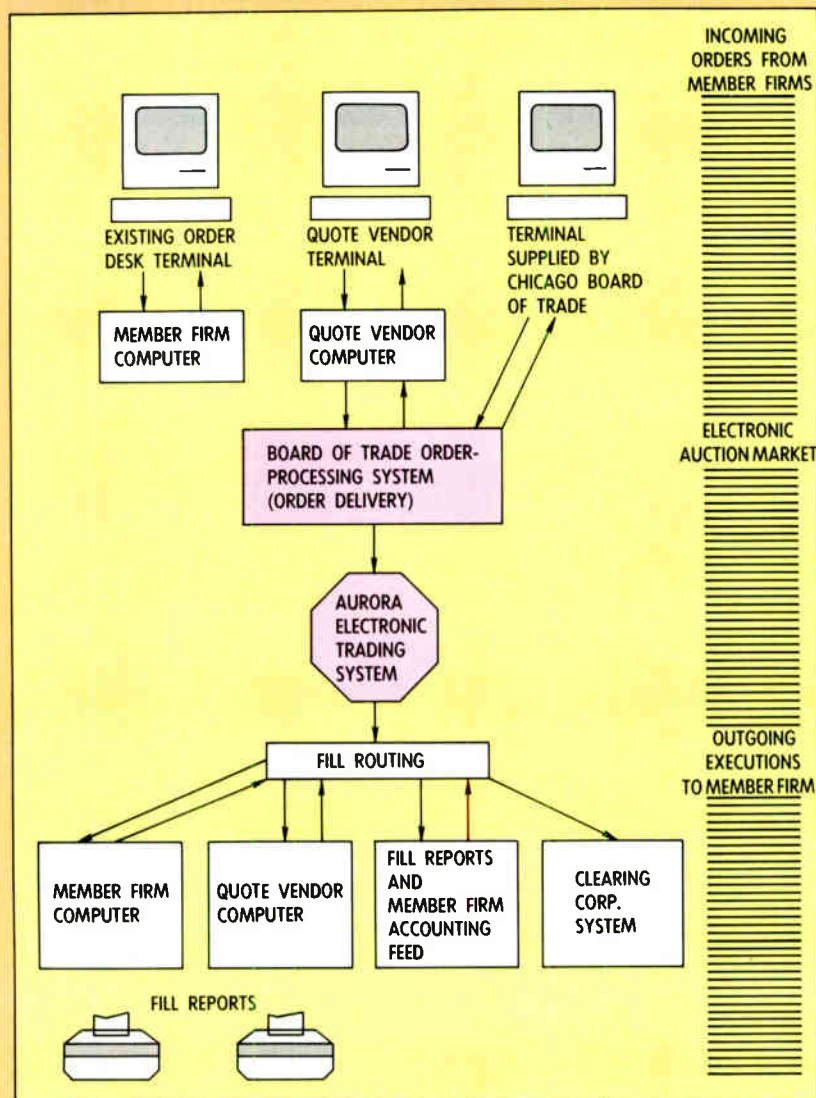 INCOMING
ORDERS FROM
MEMBER FIRMS
EXISTING ORDER
DESK TERMINAL
QUOTE VENDOR
TERMINAL
TERMINAL
SUPPLIED BY
CHICAGO BOARD
OF TRADE
MEMBER FIRM
COMPUTER
QUOTE VENDOR
COMPUTER
ELECTRONIC
AUCTION MARKET
BOARD OF TRADE ORDER-
PROCESSING SYSTEM
(ORDER DELIVERY)
AURORA
ELECTRONIC
TRADING
SYSTEM
OUTGOING
EXECUTIONS
TO MEMBER FIRM
FILL ROUTING
MEMBER FIRM
COMPUTER
QUOTE VENDOR
COMPUTER
FILL REPORTS
AND
MEMBER FIRM
ACCOUNTING
FEED
CLEARING
CORP.
SYSTEM
FILL REPORTS